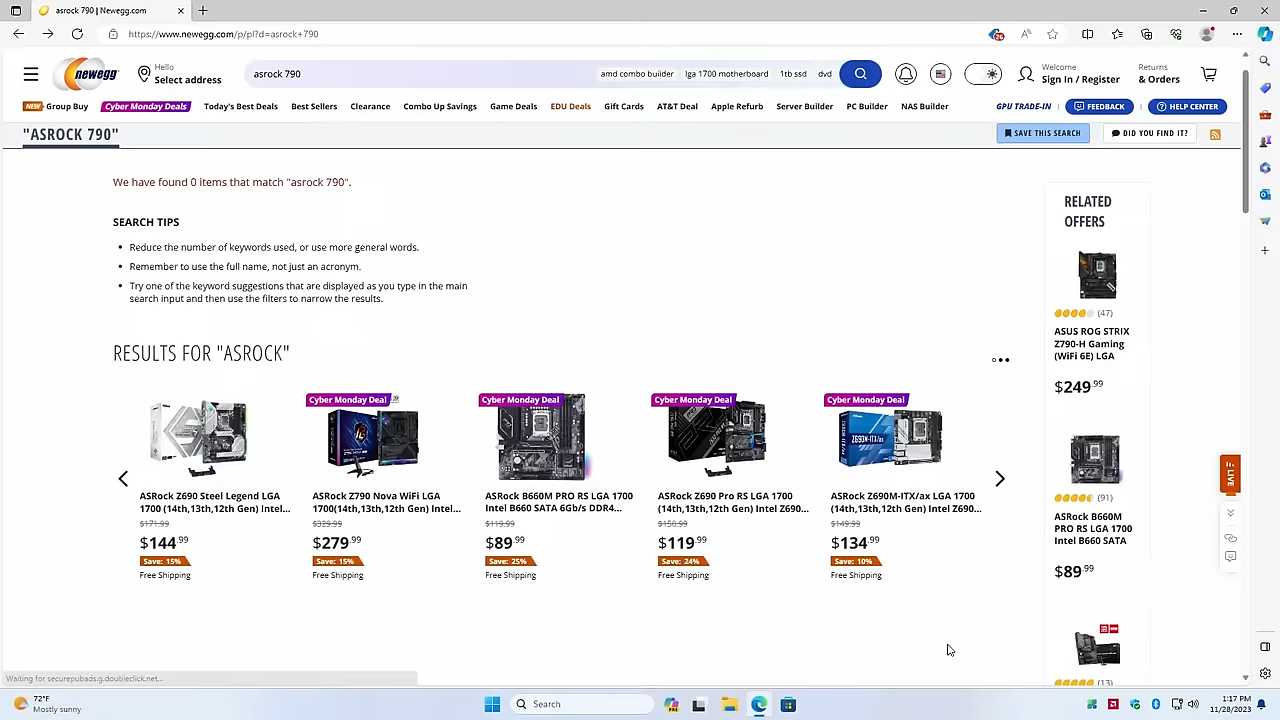 asrock 790 | Newegg.com
https://www.newegg.com/p/pl?d=asrock+790
newegg
Hello
Select address
asrock 790
amd combo builder
lga 1700 motherboard
1tb ssd
dvd
Welcome
Sign In / Register
Returns
& Orders
NEW Group Buy
Cyber Monday Deals
Today's Best Deals
Best Sellers
Clearance
Combo Up Savings
Game Deals
EDU Deals
Gift Cards
AT&T Deal
Apple Refurb
Server Builder
PC Builder
NAS Builder
GPU TRADE-IN
FEEDBACK
HELP CENTER
"ASROCK 790"
SAVE THIS SEARCH
DID YOU FIND IT?
We have found 0 items that match "asrock 790".
SEARCH TIPS
Reduce the number of keywords used, or use more general words.
Remember to use the full name, not just an acronym.
Try one of the keyword suggestions that are displayed as you type in the main
search input and then use the filters to narrow the results.
RESULTS FOR "ASROCK"
ASRock Z690 Steel Legend LGA
1700 (14th,13th,12th Gen) Intel...
$171.99
$144.99
Save: 15%
Free Shipping
Cyber Monday Deal
ASRock Z790 Nova WiFi LGA
1700(14th,13th,12th Gen) Intel...
$329.99
$279.99
Save: 15%
Free Shipping
Cyber Monday Deal
ASRock B660M PRO RS LGA 1700
Intel B660 SATA 6Gb/s DDR4...
$119.99
$89.99
Save: 25%
Free Shipping
Cyber Monday Deal
ASRock Z690 Pro RS LGA 1700
(14th,13th,12th Gen) Intel Z690...
$158.99
$119.99
Save: 24%
Free Shipping
Cyber Monday Deal
Z690M-ITX/ax
ASRock Z690M-ITX/ax LGA 1700
(14th,13th,12th Gen) Intel Z690...
$149.99
$134.99
Save: 10%
Free Shipping
RELATED
OFFERS
(47)
ASUS ROG STRIX
Z790-H Gaming
(WiFi 6E) LGA
$249.99
(91)
ASRock B660M
PRO RS LGA 1700
Intel B660 SATA
$89.99
(13)
LIVE
Waiting for securepubads.g.doubleclick.net...
72°F
Mostly sunny
Search
1:17 PM
11/28/2023